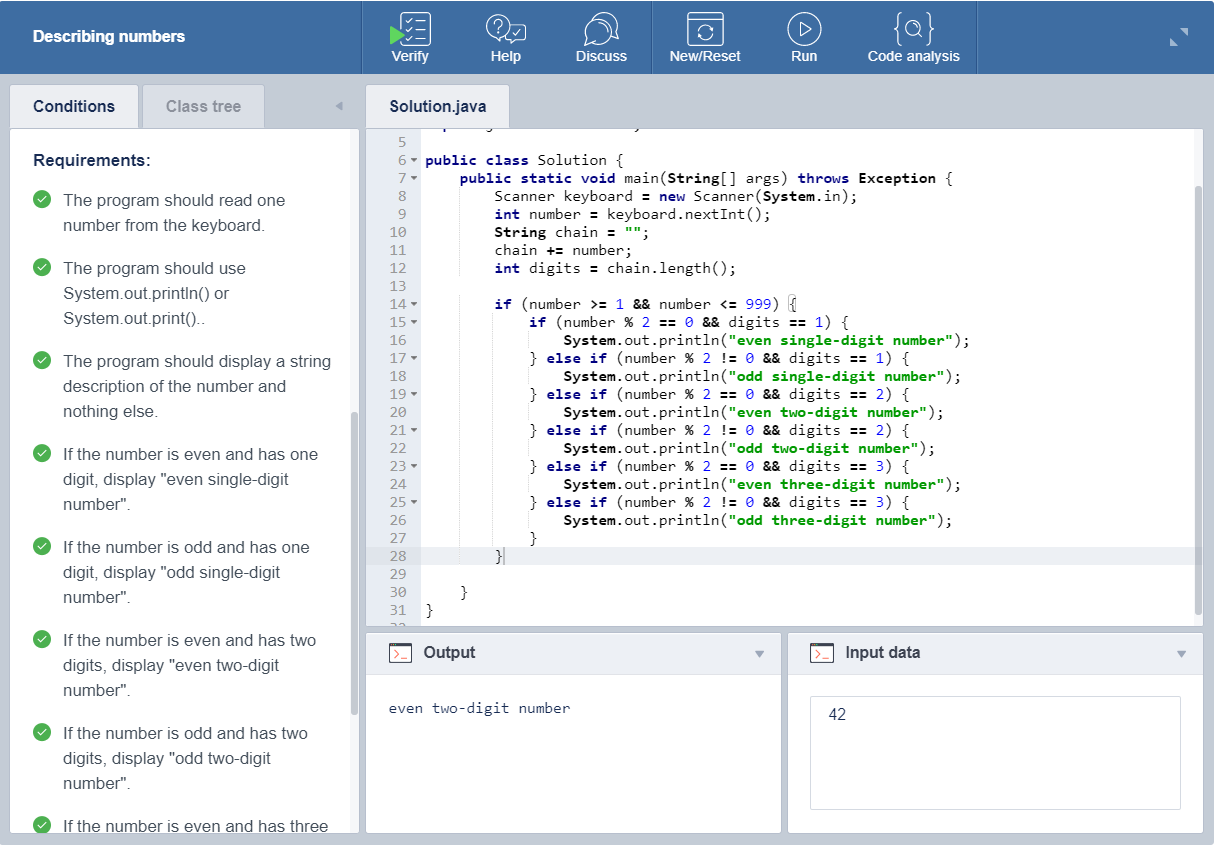 Describing numbers
Verify
Help
Discuss
New/Reset
Run
Code analysis
Conditions
Class tree
Requirements:
The program should read one
number from the keyboard.
The program should use
System.out.println() or
System.out.print()..
The program should display a string
description of the number and
nothing else.
If the number is even and has one
digit, display "even single-digit
number".
If the number is odd and has one
digit, display "odd single-digit
number".
If the number is even and has two
digits, display "even two-digit
number".
If the number is odd and has two
digits, display "odd two-digit
number".
If the number is even and has three
Solution.java
5
6 public class Solution {
7     public static void main(String[] args) throws Exception {
8         Scanner keyboard = new Scanner(System.in);
9         int number = keyboard.nextInt();
10         String chain = "";
11         chain += number;
12         int digits = chain.length();
13
14         if (number >= 1 && number <= 999) {
15             if (number % 2 == 0 && digits == 1) {
16                 System.out.println("even single-digit number");
17             } else if (number % 2 != 0 && digits == 1) {
18                 System.out.println("odd single-digit number");
19             } else if (number % 2 == 0 && digits == 2) {
20                 System.out.println("even two-digit number");
21             } else if (number % 2 != 0 && digits == 2) {
22                 System.out.println("odd two-digit number");
23             } else if (number % 2 == 0 && digits == 3) {
24                 System.out.println("even three-digit number");
25             } else if (number % 2 != 0 && digits == 3) {
26                 System.out.println("odd three-digit number");
27             }
28         }
29
30     }
31 }
Output
even two-digit number
Input data
42